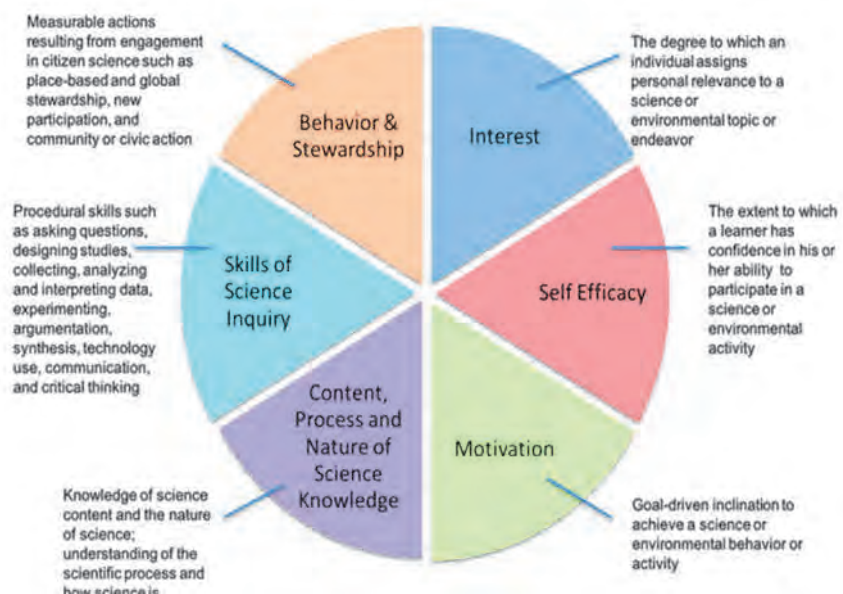 Measurable actions
resulting from engagement
in citizen science such as
place-based and global
stewardship, new
participation, and
community or civic action
Behavior &
Stewardship
Interest
The degree to which an
individual assigns
personal relevance to a
science or
environmental topic or
endeavor
Procedural skills such
as asking questions,
designing studies,
collecting, analyzing
and interpreting data,
experimenting,
argumentation,
synthesis, technology
use, communication,
and critical thinking
Skills of
Science
Inquiry
Self Efficacy
The extent to which
a learner has
confidence in his or
her ability to
participate in a
science or
environmental
activity
Content,
Process and
Nature of
Science
Knowledge
Motivation
Knowledge of science
content and the nature
of science;
understanding of the
scientific process and
how science is
Goal-driven inclination to
achieve a science or
environmental behavior or
activity